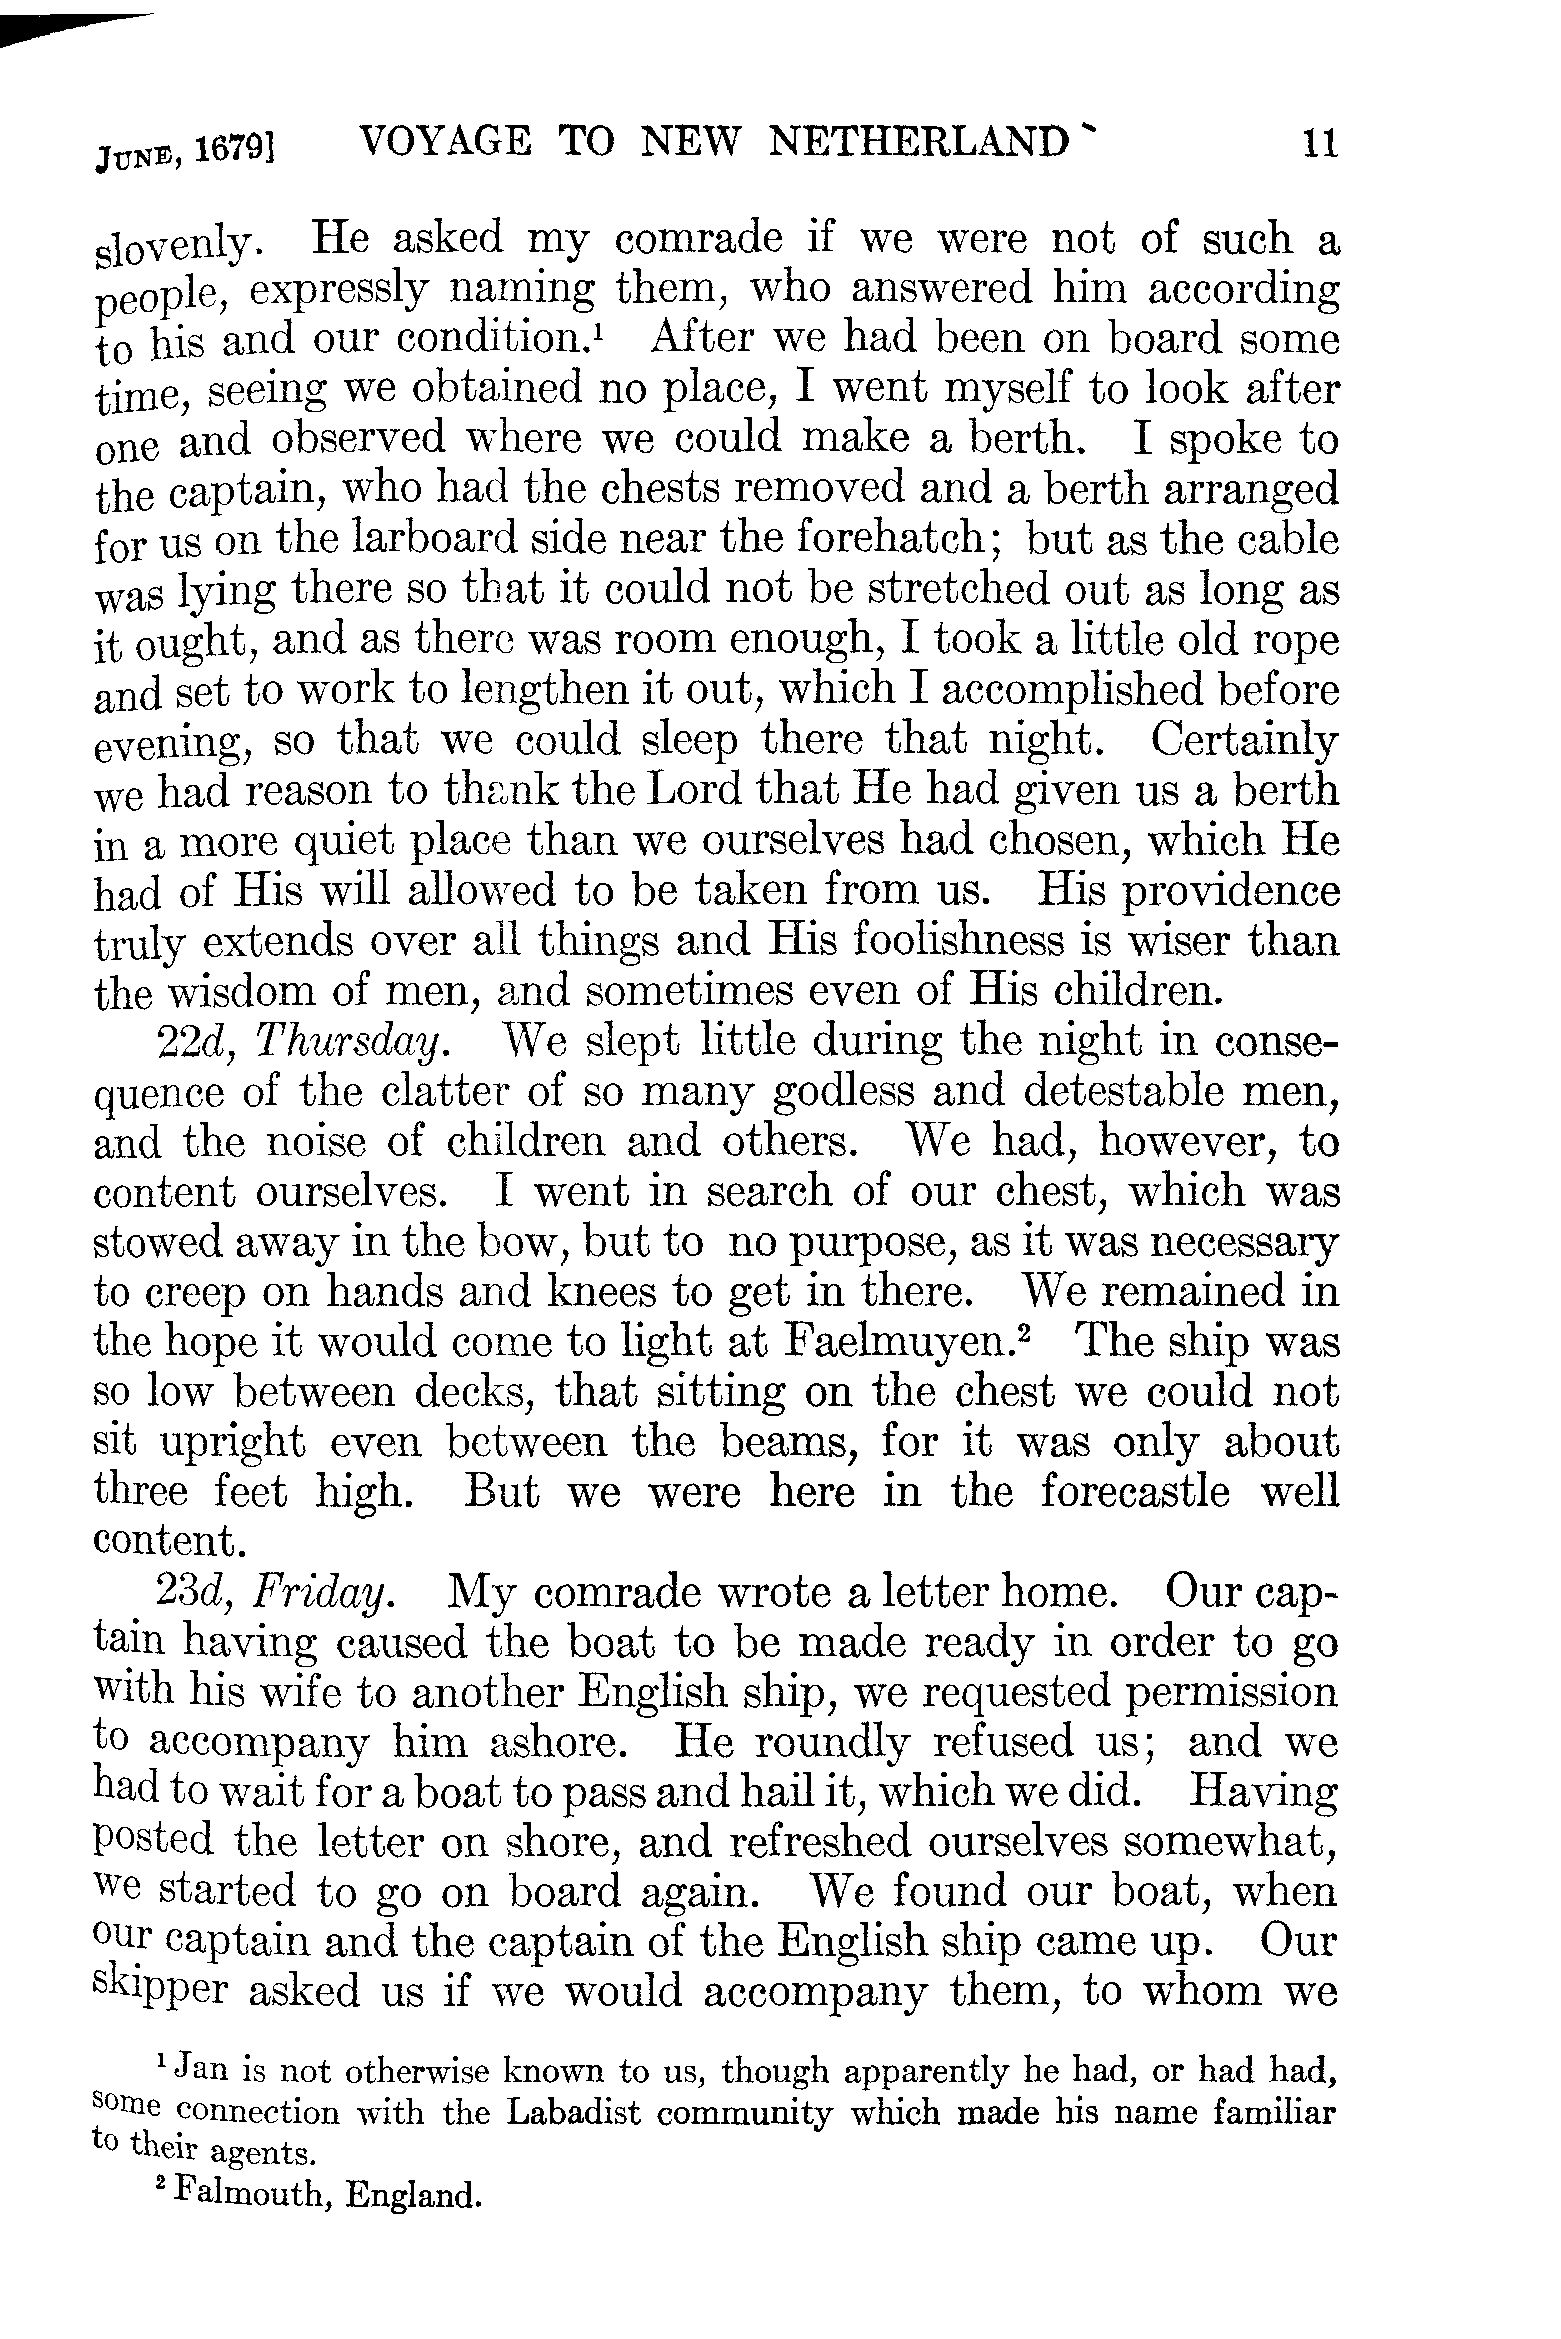 JUNE, 1679] VOYAGE TO NEW NETHERLAND 11
slovenly. He asked my comrade if we were not of such a
people, expressly naming them, who answered him according
to his and our condition.¹ After we had been on board some
time, seeing we obtained no place, I went myself to look after
one and observed where we could make a berth. I spoke to
the captain, who had the chests removed and a berth arranged
for us on the larboard side near the forehatch; but as the cable
was lying there so that it could not be stretched out as long as
it ought, and as there was room enough, I took a little old rope
and set to work to lengthen it out, which I accomplished before
evening, so that we could sleep there that night. Certainly
we had reason to thank the Lord that He had given us a berth
in a more quiet place than we ourselves had chosen, which He
had of His will allowed to be taken from us. His providence
truly extends over all things and His foolishness is wiser than
the wisdom of men, and sometimes even of His children.
22d, Thursday. We slept little during the night in conse-
quence of the clatter of so many godless and detestable men,
and the noise of children and others. We had, however, to
content ourselves. I went in search of our chest, which was
stowed away in the bow, but to no purpose, as it was necessary
to creep on hands and knees to get in there. We remained in
the hope it would come to light at Faelmuyen.² The ship was
so low between decks, that sitting on the chest we could not
sit upright even between the beams, for it was only about
three feet high. But we were here in the forecastle well
content.
23d, Friday. My comrade wrote a letter home. Our cap-
tain having caused the boat to be made ready in order to go
with his wife to another English ship, we requested permission
to accompany him ashore. He roundly refused us; and we
had to wait for a boat to pass and hail it, which we did. Having
posted the letter on shore, and refreshed ourselves somewhat,
we started to go on board again. We found our boat, when
our captain and the captain of the English ship came up. Our
skipper asked us if we would accompany them, to whom we
¹ Jan is not otherwise known to us, though apparently he had, or had had,
some connection with the Labadist community which made his name familiar
to their agents.
² Falmouth, England.